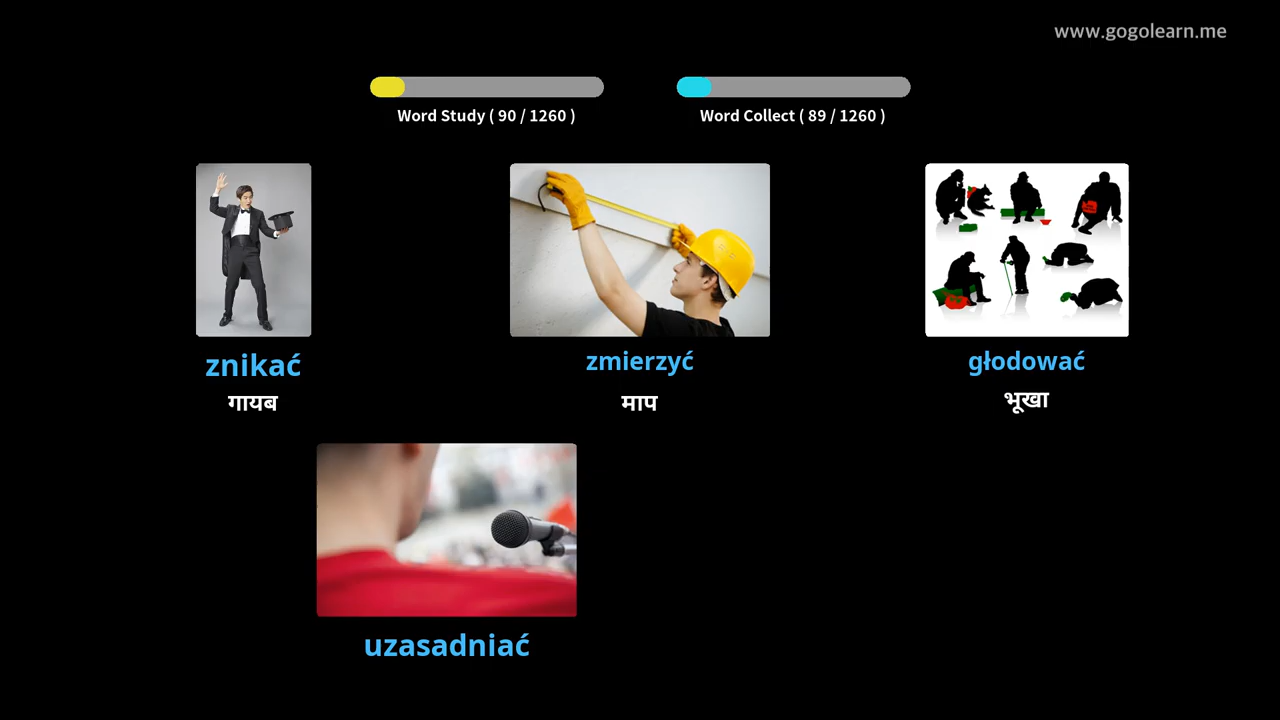 www.gogolearn.me
Word Study ( 90 / 1260 )
Word Collect ( 89 / 1260 )
znikać
zmierzyć
głodować
गायब
माप
भूखा
uzasadniać